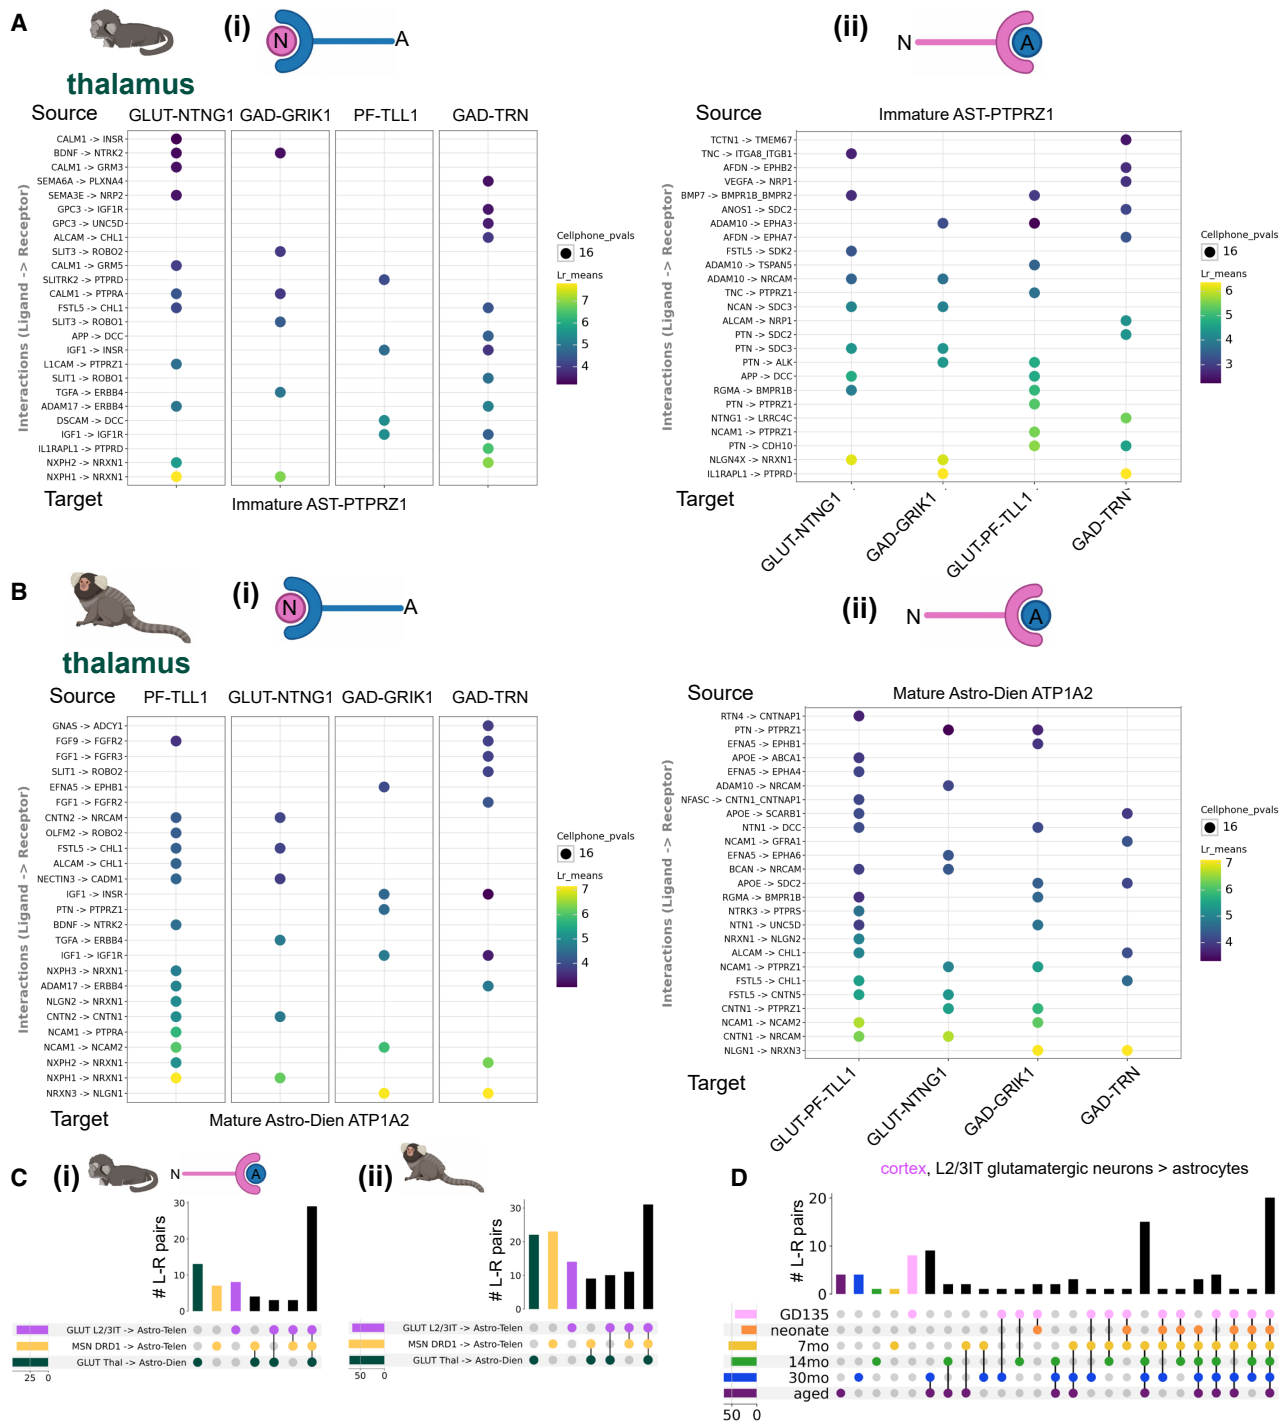 A
(i)
N
A
(ii)
N
A
thalamus
Source
GLUT-NTNG1
GAD-GRIK1
PF-TLL1
GAD-TRN
Interactions (Ligand -> Receptor)
CALM1 -> INSR
BDNF -> NTRK2
CALM1 -> GRM3
SEMA6A -> PLXNA4
SEMA3E -> NRP2
GPC3 -> IGF1R
GPC3 -> UNC5D
ALCAM -> CHL1
SLIT3 -> ROBO2
CALM1 -> GRM5
SLITRK2 -> PTPRD
CALM1 -> PTPRA
FSTL5 -> CHL1
SLIT3 -> ROBO1
APP -> DCC
IGF1 -> INSR
L1CAM -> PTPRZ1
SLIT1 -> ROBO1
TGFA -> ERBB4
ADAM17 -> ERBB4
DSCAM -> DCC
IGF1 -> IGF1R
IL1RAPL1 -> PTPRD
NXPH2 -> NRXN1
NXPH1 -> NRXN1
Target
Immature AST-PTPRZ1
Cellphone_pvals
16
Lr_means
7
6
5
4
Source
Immature AST-PTPRZ1
Interactions (Ligand -> Receptor)
TCTN1 -> TMEM67
TNC -> ITGA8_ITGB1
AFDN -> EPHB2
VEGFA -> NRP1
BMP7 -> BMPR1B_BMPR2
ANOS1 -> SDC2
ADAM10 -> EPHA3
AFDN -> EPHA7
FSTL5 -> SDK2
ADAM10 -> TSPAN5
ADAM10 -> NRCAM
TNC -> PTPRZ1
NCAN -> SDC3
ALCAM -> NRP1
PTN -> SDC2
PTN -> SDC3
PTN -> ALK
APP -> DCC
RGMA -> BMPR1B
PTN -> PTPRZ1
NTNG1 -> LRRC4C
NCAM1 -> PTPRZ1
PTN -> CDH10
NLGN4X -> NRXN1
IL1RAPL1 -> PTPRD
Target
GLUT-NTNG1
GAD-GRIK1
GLUT-PF-TLL1
GAD-TRN
Cellphone_pvals
16
Lr_means
6
5
4
3
B
(i)
N
A
(ii)
N
A
thalamus
Source
PF-TLL1
GLUT-NTNG1
GAD-GRIK1
GAD-TRN
Interactions (Ligand -> Receptor)
GNAS -> ADCY1
FGF9 -> FGFR2
FGF1 -> FGFR3
SLIT1 -> ROBO2
EFNA5 -> EPHB1
FGF1 -> FGFR2
CNTN2 -> NRCAM
OLFM2 -> ROBO2
FSTL5 -> CHL1
ALCAM -> CHL1
NECTIN3 -> CADM1
IGF1 -> INSR
PTN -> PTPRZ1
BDNF -> NTRK2
TGFA -> ERBB4
IGF1 -> IGF1R
NXPH3 -> NRXN1
ADAM17 -> ERBB4
NLGN2 -> NRXN1
CNTN2 -> CNTN1
NCAM1 -> PTPRA
NCAM1 -> NCAM2
NXPH2 -> NRXN1
NXPH1 -> NRXN1
NRXN3 -> NLGN1
Target
Mature Astro-Dien ATP1A2
Cellphone_pvals
16
Lr_means
7
6
5
4
Source
Mature Astro-Dien ATP1A2
Interactions (Ligand -> Receptor)
RTN4 -> CNTNAP1
PTN -> PTPRZ1
EFNA5 -> EPHB1
APOE -> ABCA1
EFNA5 -> EPHA4
ADAM10 -> NRCAM
NFASC -> CNTN1_CNTNAP1
APOE -> SCARB1
NTN1 -> DCC
NCAM1 -> GFRA1
EFNA5 -> EPHA6
BCAN -> NRCAM
APOE -> SDC2
RGMA -> BMPR1B
NTRK3 -> PTPRS
NTN1 -> UNC5D
NRXN1 -> NLGN2
ALCAM -> CHL1
NCAM1 -> PTPRZ1
FSTL5 -> CHL1
FSTL5 -> CNTN5
CNTN1 -> PTPRZ1
NCAM1 -> NCAM2
CNTN1 -> NRCAM
NLGN1 -> NRXN3
Target
GLUT-PF-TLL1
GLUT-NTNG1
GAD-GRIK1
GAD-TRN
Cellphone_pvals
16
Lr_means
7
6
5
4
C
(i)
N
A
# L-R pairs
30
20
10
0
GLUT L2/3IT -> Astro-Telen
MSN DRD1 -> Astro-Telen
GLUT Thal -> Astro-Dien
25
0
(ii)
# L-R pairs
30
20
10
0
GLUT L2/3IT -> Astro-Telen
MSN DRD1 -> Astro-Telen
GLUT Thal -> Astro-Dien
50
0
D
cortex, L2/3IT glutamatergic neurons > astrocytes
# L-R pairs
20
10
0
GD135
neonate
7mo
14mo
30mo
aged
50
0